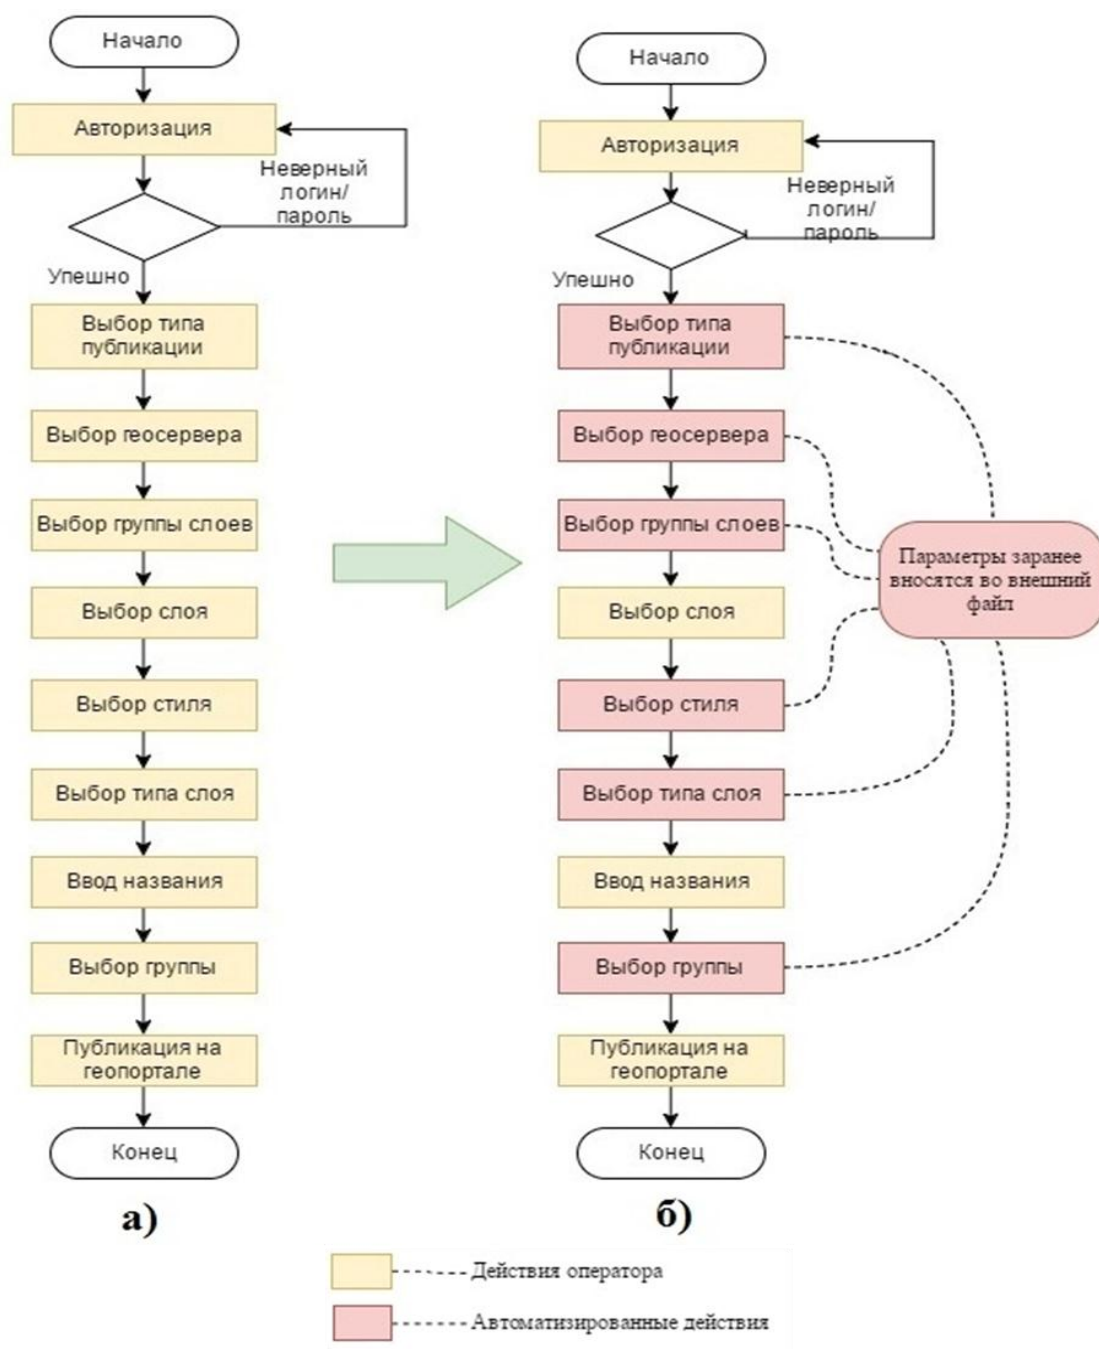 Начало
Авторизация
Неверный
логин/
пароль
Упешно
Выбор типа
публикации
Выбор геосервера
Выбор группы слоев
Выбор слоя
Выбор стиля
Выбор типа слоя
Ввод названия
Выбор группы
Публикация на
геопортале
Конец
а)
Начало
Авторизация
Неверный
логин/
пароль
Упешно
Выбор типа
публикации
Выбор геосервера
Выбор группы слоев
Выбор слоя
Выбор стиля
Выбор типа слоя
Ввод названия
Выбор группы
Публикация на
геопортале
Конец
б)
Параметры заранее
вносятся во внешний
файл
Действия оператора
Автоматизированные действия